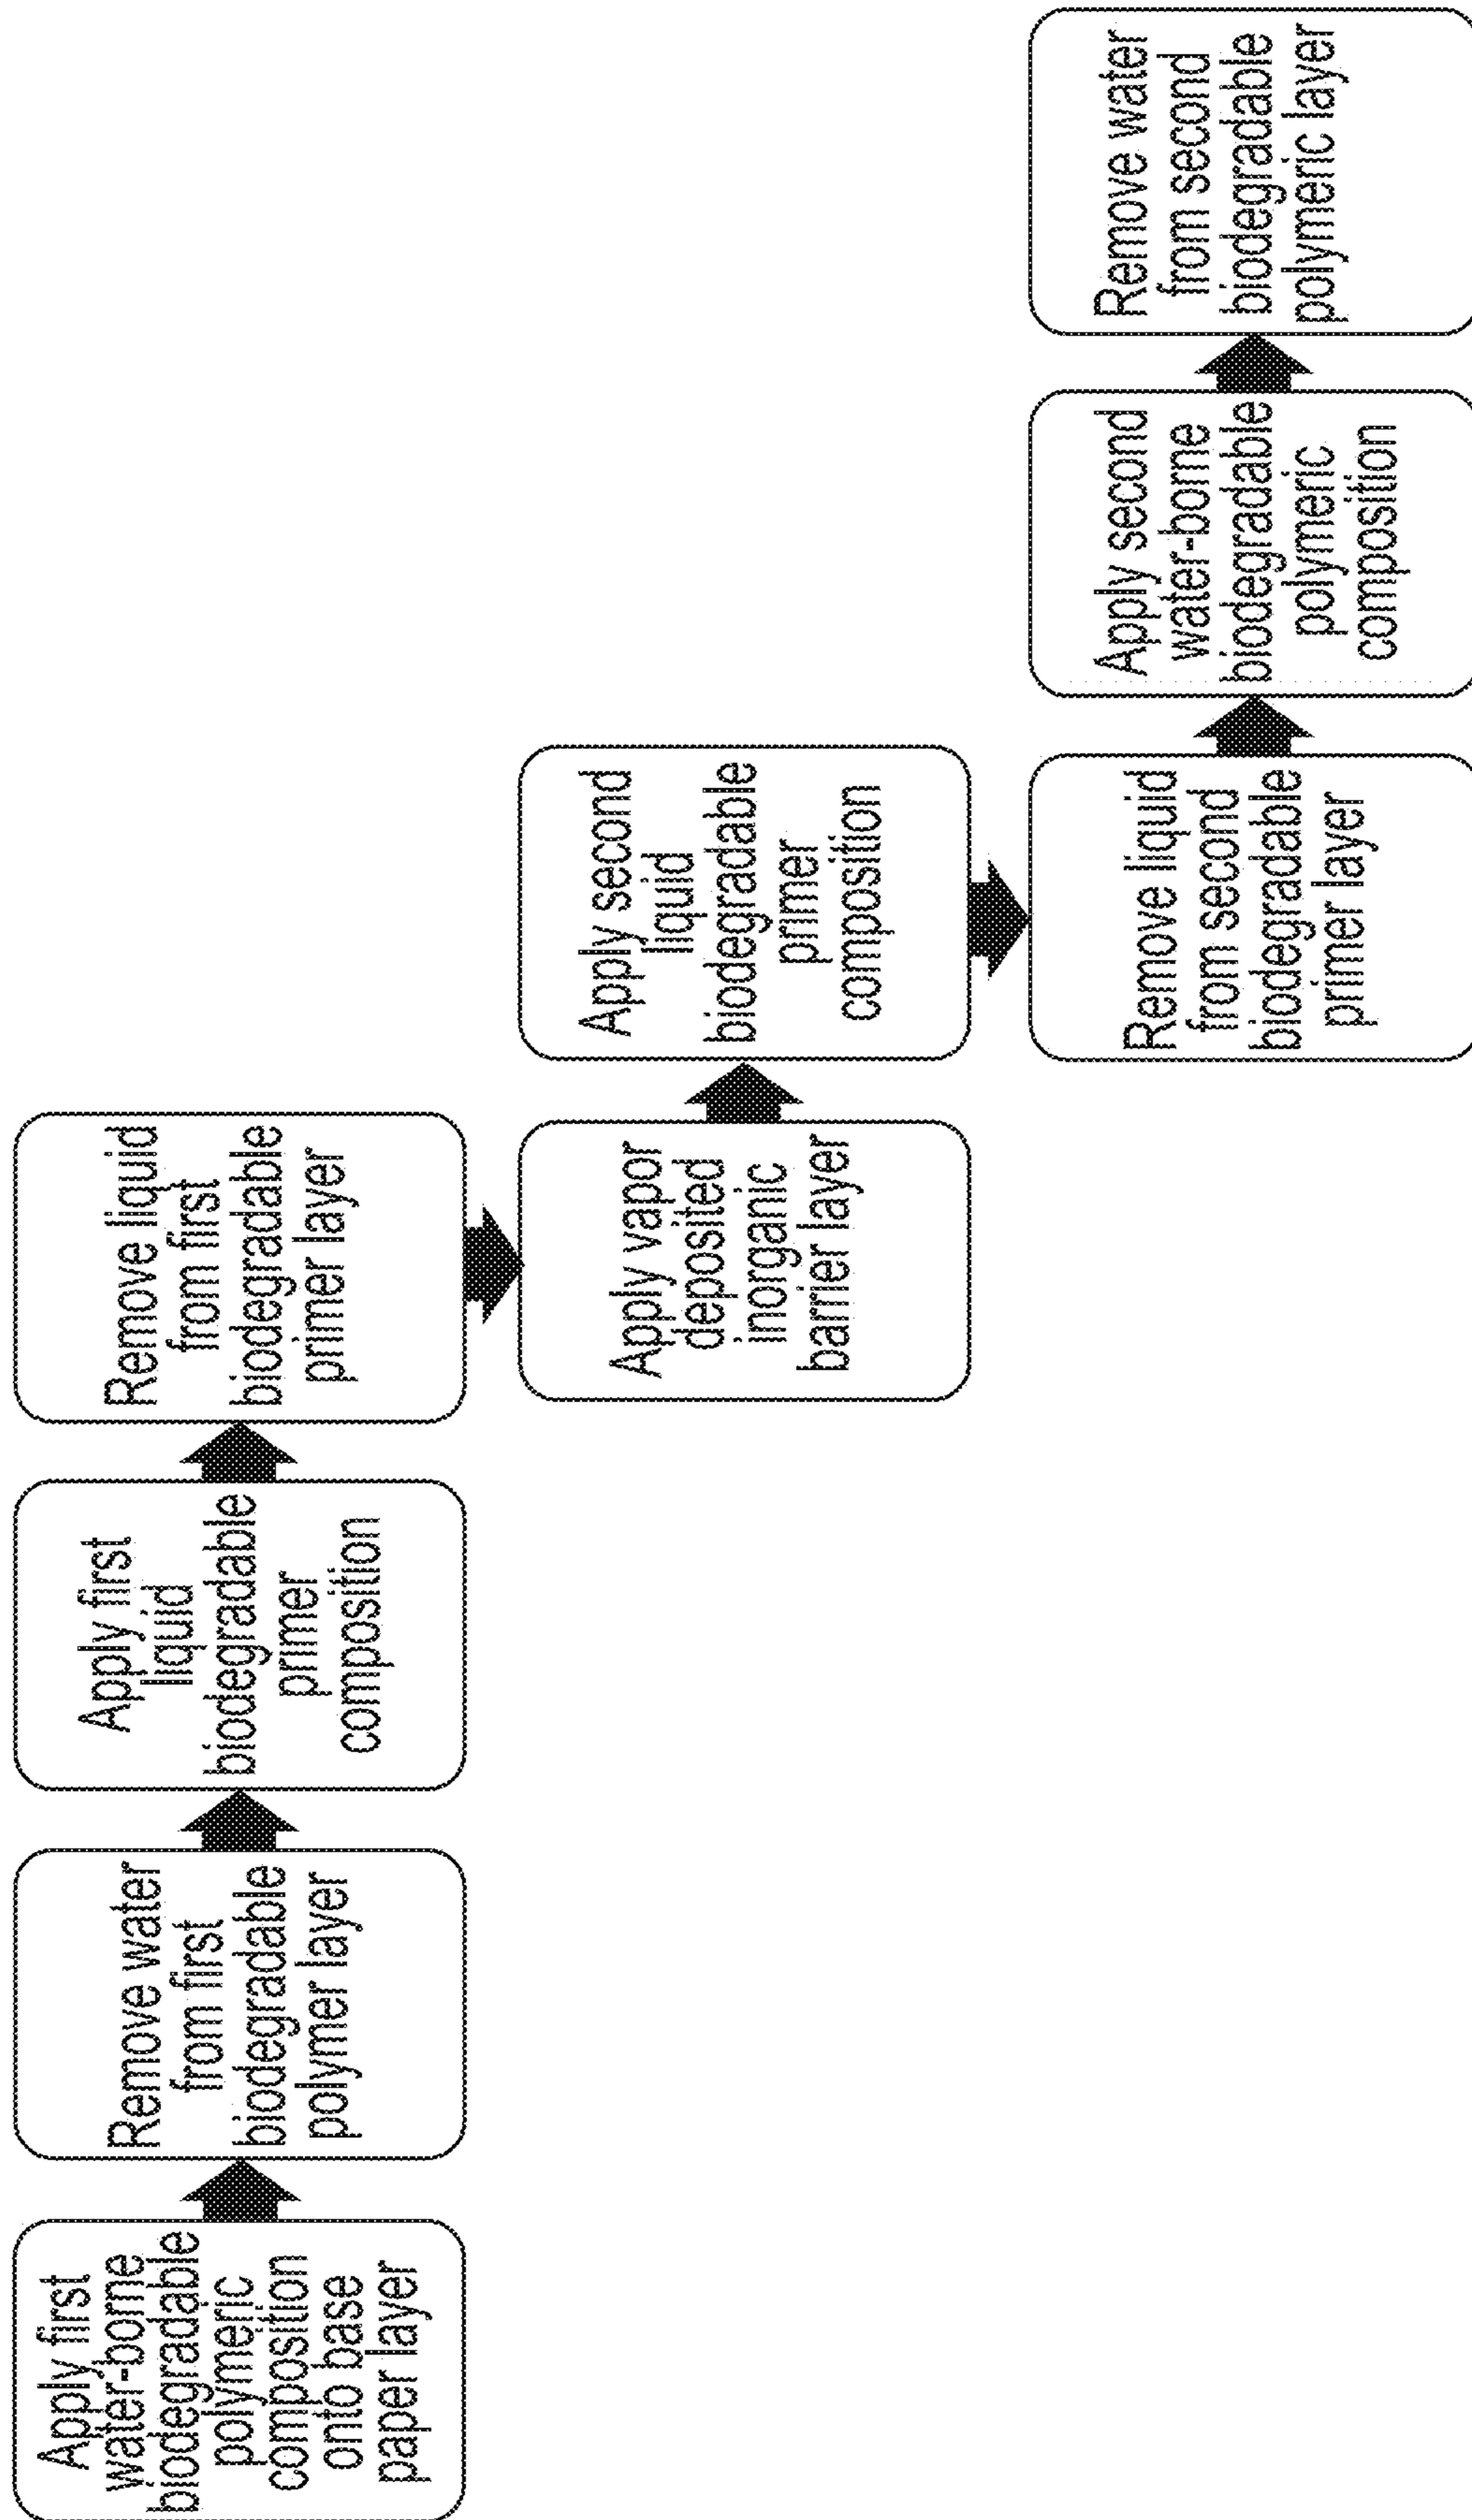 Apply first
water-borne
biodegradable
polymeric
composition
onto base
paper layer
Remove water
from first
biodegradable
polymer layer
Apply first
liquid
biodegradable
primer
composition
Remove liquid
from first
biodegradable
primer layer
Apply vapor
deposited
inorganic
barrier layer
Apply second
liquid
biodegradable
primer
composition
Remove liquid
from second
biodegradable
primer layer
Apply second
water-borne
biodegradable
polymeric
composition
Remove water
from second
biodegradable
polymeric layer